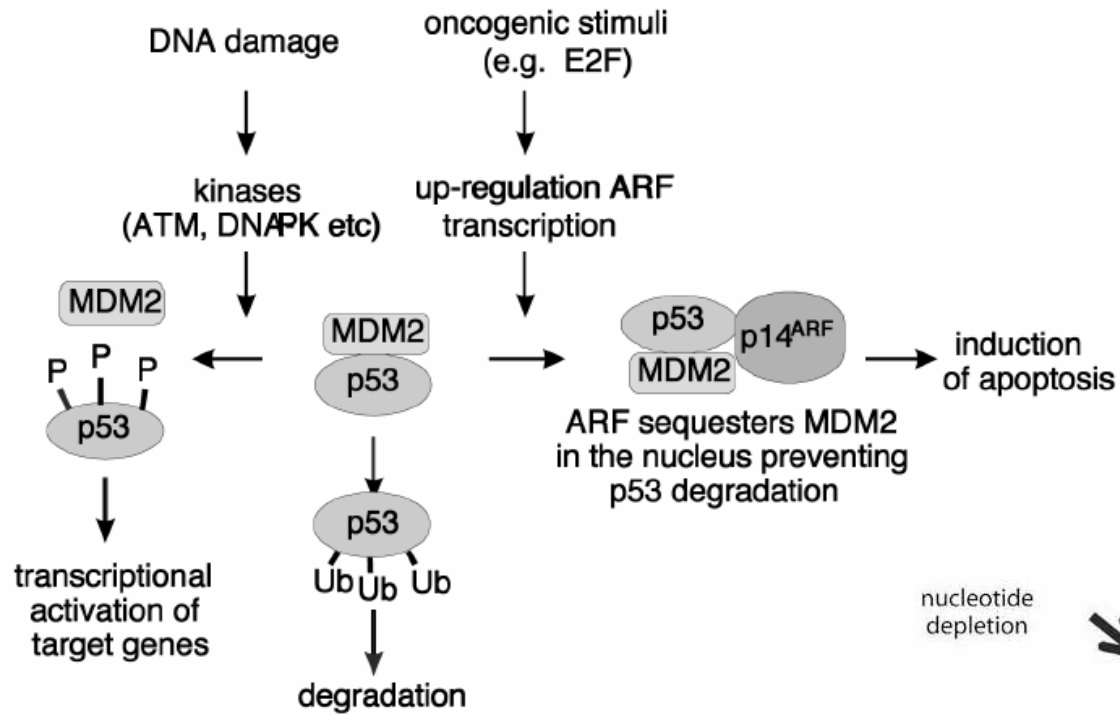 DNA damage
oncogenic stimuli
(e.g. E2F)
kinases
(ATM, DNAPK etc)
up-regulation ARF
transcription
MDM2
P P P
p53
MDM2
p53
p53
MDM2
p14ARF
induction
of apoptosis
ARF sequesters MDM2
in the nucleus preventing
p53 degradation
p53
Ub Ub Ub
transcriptional
activation of
target genes
degradation
nucleotide
depletion